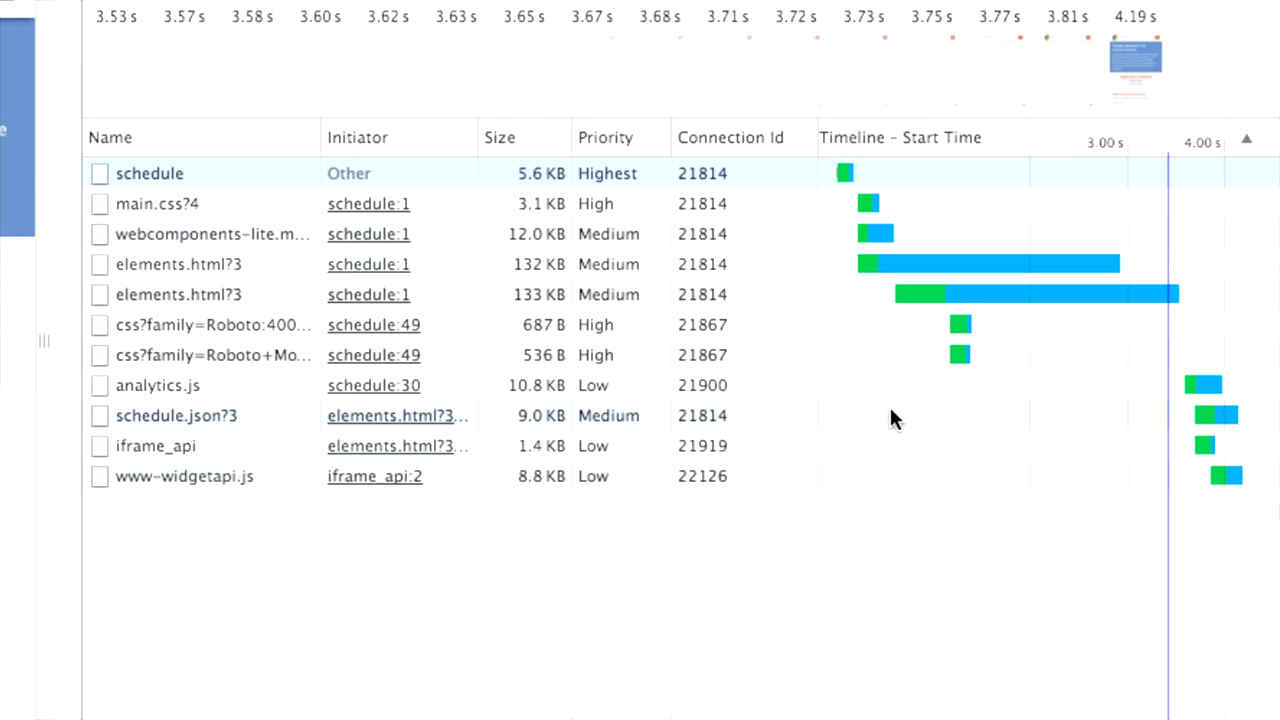 3.53 s 3.57 s 3.58 s 3.60 s 3.62 s 3.63 s 3.65 s 3.67 s 3.68 s 3.71 s 3.72 s 3.73 s 3.75 s 3.77 s 3.81 s 4.19 s
e
Name Initiator Size Priority Connection Id Timeline – Start Time 3.00 s 4.00 s
schedule Other 5.6 KB Highest 21814
main.css?4 schedule:1 3.1 KB High 21814
webcomponents-lite.m... schedule:1 12.0 KB Medium 21814
elements.html?3 schedule:1 132 KB Medium 21814
elements.html?3 schedule:1 133 KB Medium 21814
css?family=Roboto:400... schedule:49 687 B High 21867
css?family=Roboto+Mo... schedule:49 536 B High 21867
analytics.js schedule:30 10.8 KB Low 21900
schedule.json?3 elements.html?3... 9.0 KB Medium 21814
iframe_api elements.html?3... 1.4 KB Low 21919
www-widgetapi.js iframe_api:2 8.8 KB Low 22126